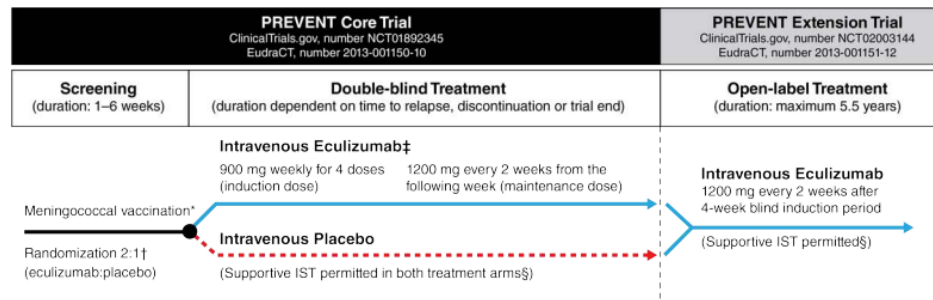 PREVENT Core Trial
ClinicalTrials.gov, number NCT01892345
EudraCT, number 2013-001150-10
PREVENT Extension Trial
ClinicalTrials.gov, number NCT02003144
EudraCT, number 2013-001151-12
Screening
(duration: 1–6 weeks)
Double-blind Treatment
(duration dependent on time to relapse, discontinuation or trial end)
Open-label Treatment
(duration: maximum 5.5 years)
Intravenous Eculizumab‡
900 mg weekly for 4 doses
(induction dose)
1200 mg every 2 weeks from the
following week (maintenance dose)
Intravenous Eculizumab
1200 mg every 2 weeks after
4-week blind induction period
Meningococcal vaccination*
Randomization 2:1†
(eculizumab:placebo)
Intravenous Placebo
(Supportive IST permitted in both treatment arms§)
(Supportive IST permitted§)